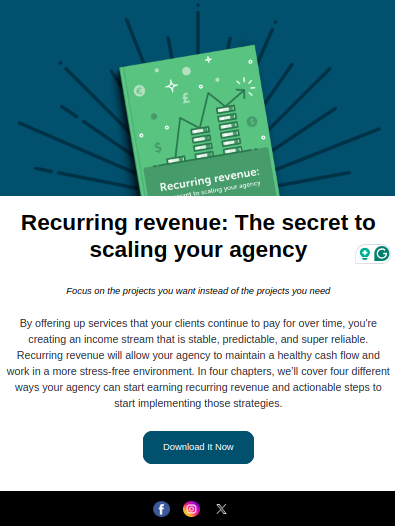 Recurring revenue:
to scaling your agency
Recurring revenue: The secret to
scaling your agency
Focus on the projects you want instead of the projects you need
By offering up services that your clients continue to pay for over time, you're
creating an income stream that is stable, predictable, and super reliable.
Recurring revenue will allow your agency to maintain a healthy cash flow and
work in a more stress-free environment. In four chapters, we'll cover four different
ways your agency can start earning recurring revenue and actionable steps to
start implementing those strategies.
Download It Now